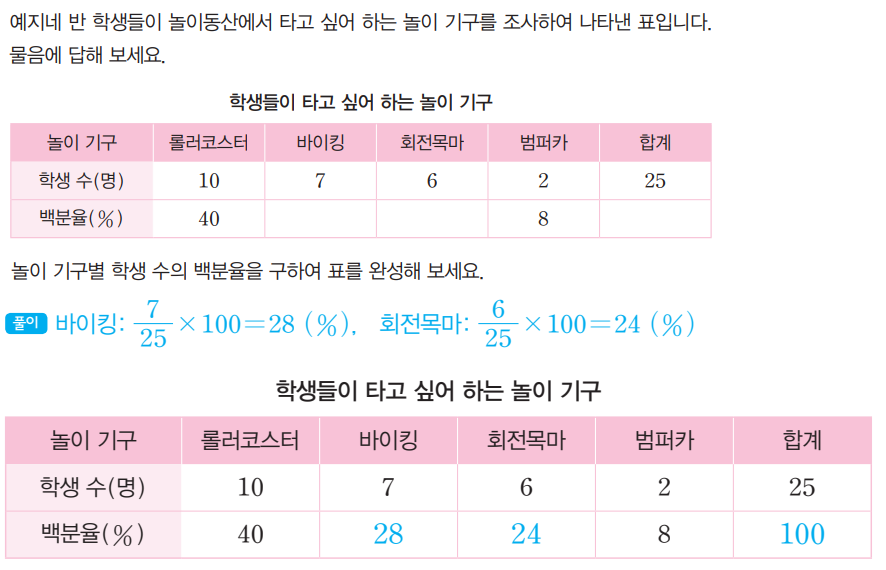 예지네 반 학생들이 놀이동산에서 타고 싶어 하는 놀이 기구를 조사하여 나타낸 표입니다.
물음에 답해 보세요.
학생들이 타고 싶어 하는 놀이 기구
놀이 기구 롤러코스터 바이킹 회전목마 범퍼카 합계
학생 수(명) 10 7 6 2 25
백분율(%) 40 8
놀이 기구별 학생 수의 백분율을 구하여 표를 완성해 보세요.
풀이 바이킹: 7/25 × 100 = 28 (%), 회전목마: 6/25 × 100 = 24 (%)
학생들이 타고 싶어 하는 놀이 기구
놀이 기구 롤러코스터 바이킹 회전목마 범퍼카 합계
학생 수(명) 10 7 6 2 25
백분율(%) 40 28 24 8 100